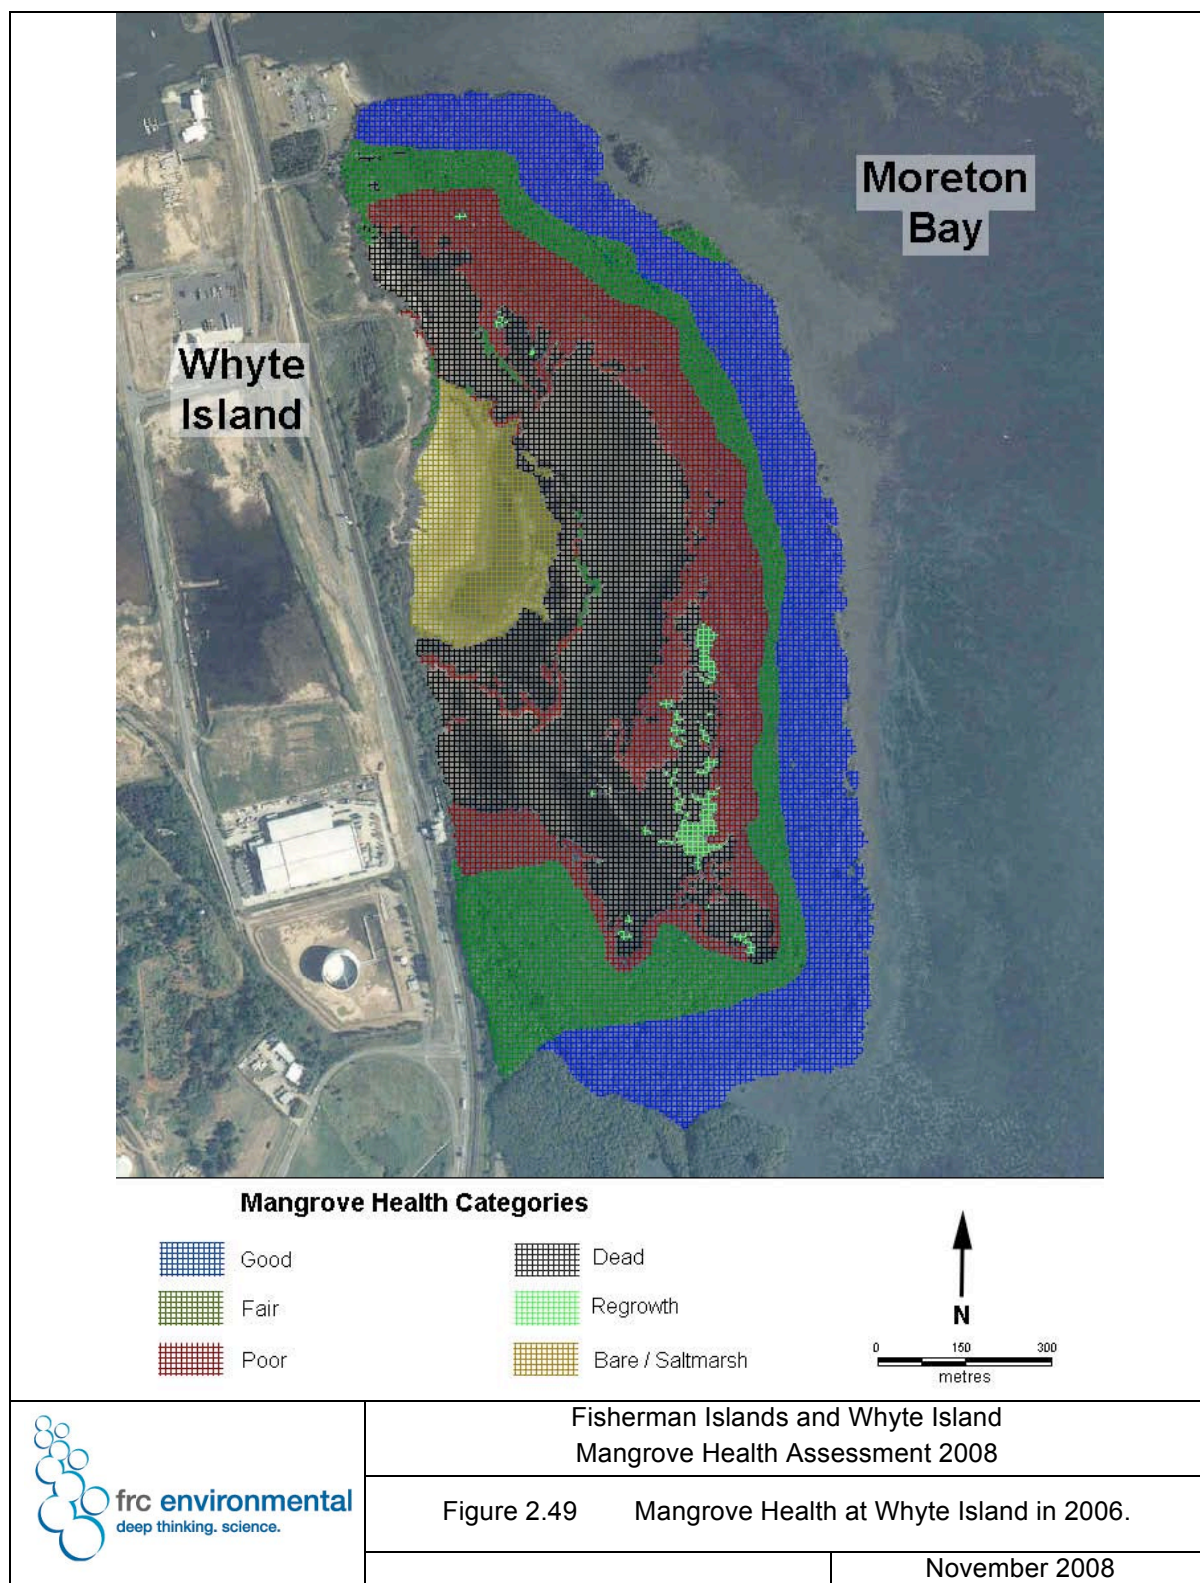 Moreton
Bay
Whyte
Island
Mangrove Health Categories
Good
Fair
Poor
Dead
Regrowth
Bare / Saltmarsh
N
0 150 300
metres
frc environmental
deep thinking. science.
Fisherman Islands and Whyte Island
Mangrove Health Assessment 2008
Figure 2.49 Mangrove Health at Whyte Island in 2006.
November 2008